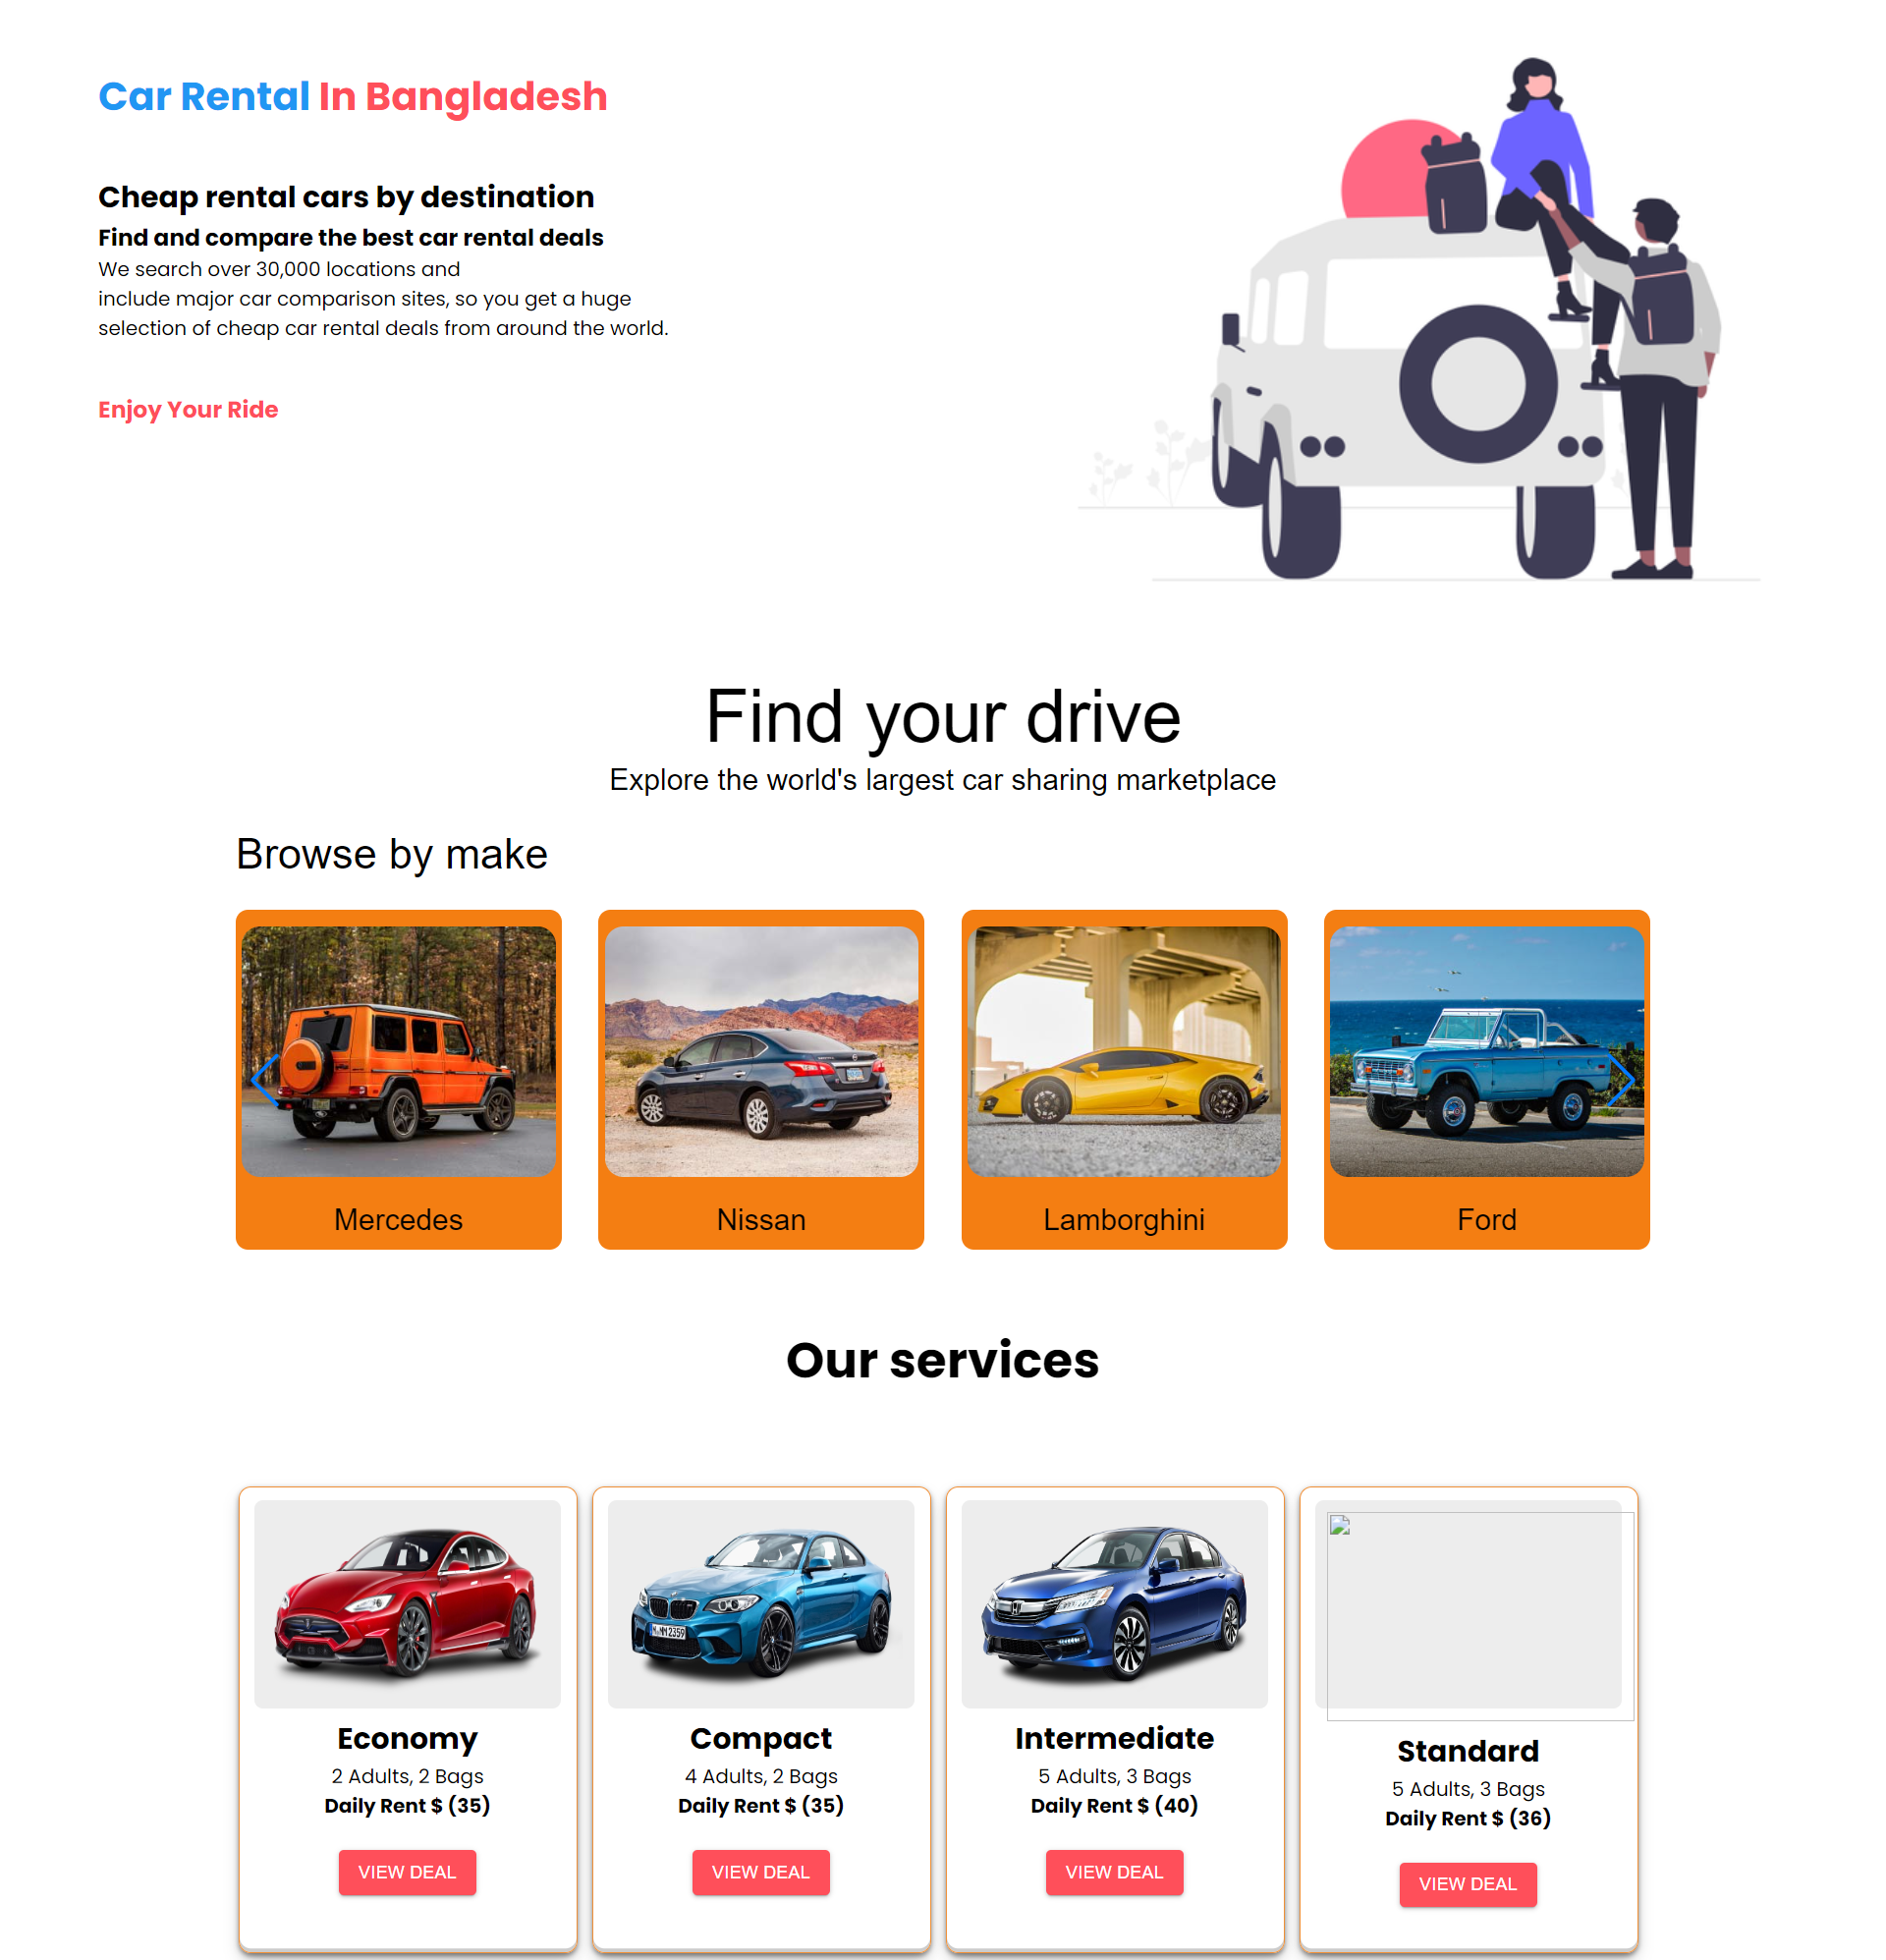 Car Rental In Bangladesh
Cheap rental cars by destination
Find and compare the best car rental deals
We search over 30,000 locations and
include major car comparison sites, so you get a huge
selection of cheap car rental deals from around the world.
Enjoy Your Ride
Find your drive
Explore the world's largest car sharing marketplace
Browse by make
Mercedes
Nissan
Lamborghini
Ford
Our services
Economy
2 Adults, 2 Bags
Daily Rent $ (35)
VIEW DEAL
Compact
4 Adults, 2 Bags
Daily Rent $ (35)
VIEW DEAL
Intermediate
5 Adults, 3 Bags
Daily Rent $ (40)
VIEW DEAL
Standard
5 Adults, 3 Bags
Daily Rent $ (36)
VIEW DEAL